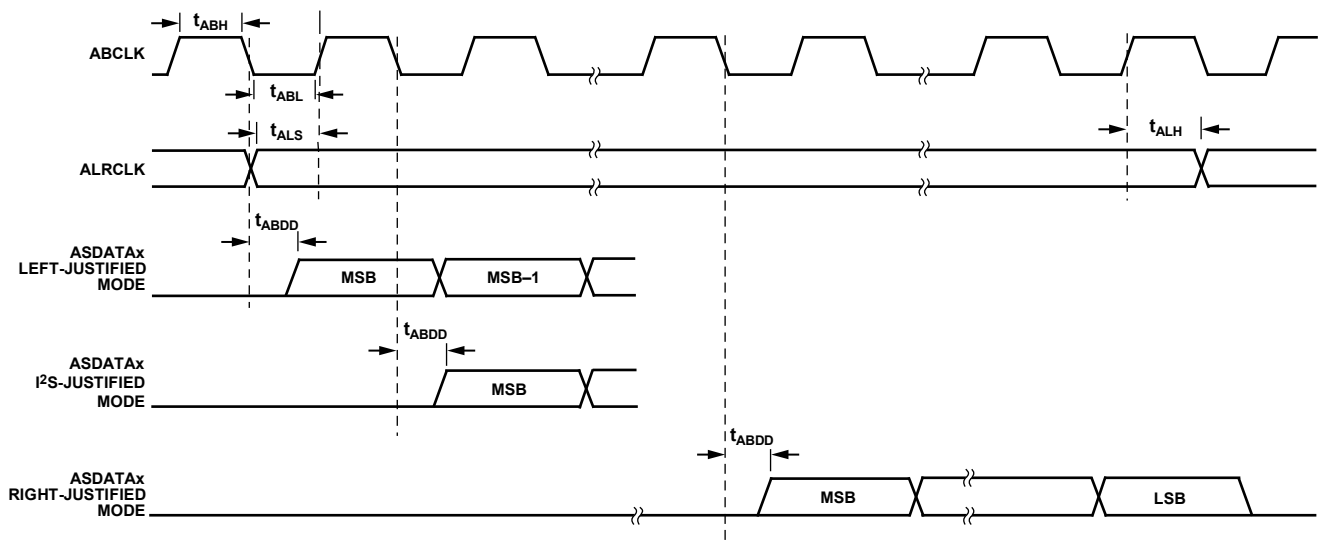 tABH
ABCLK
tABL
tALS
tALH
ALRCLK
tABDD
ASDATAx
LEFT-JUSTIFIED
MODE
MSB
MSB–1
tABDD
ASDATAx
I²S-JUSTIFIED
MODE
MSB
tABDD
ASDATAx
RIGHT-JUSTIFIED
MODE
MSB
LSB